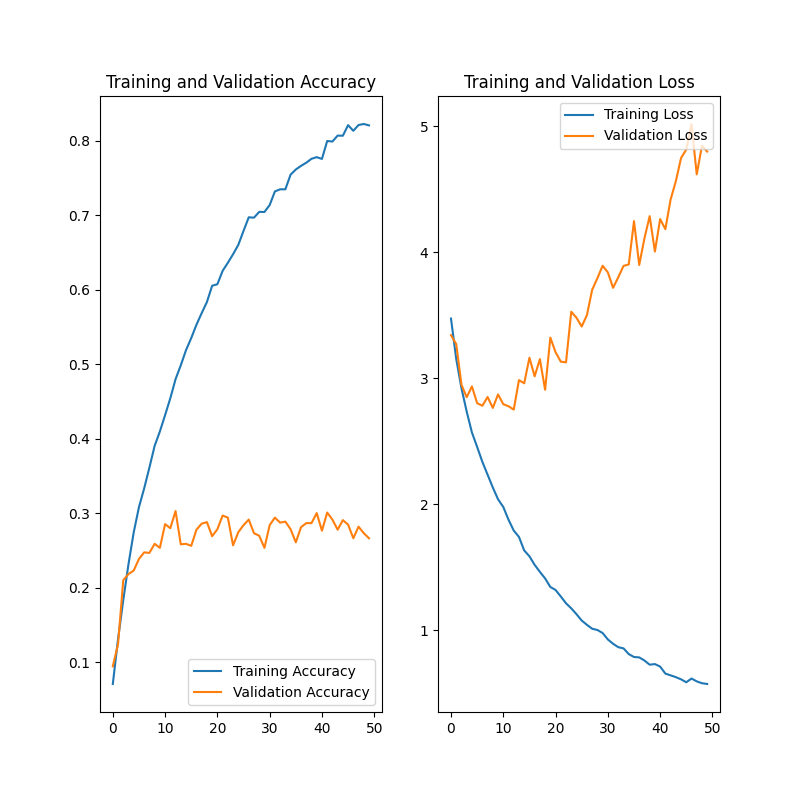 Training and Validation Accuracy
0.8
0.7
0.6
0.5
0.4
0.3
0.2
0.1
Training Accuracy
Validation Accuracy
0 10 20 30 40 50
Training and Validation Loss
Training Loss
Validation Loss
5
4
3
2
1
0 10 20 30 40 50